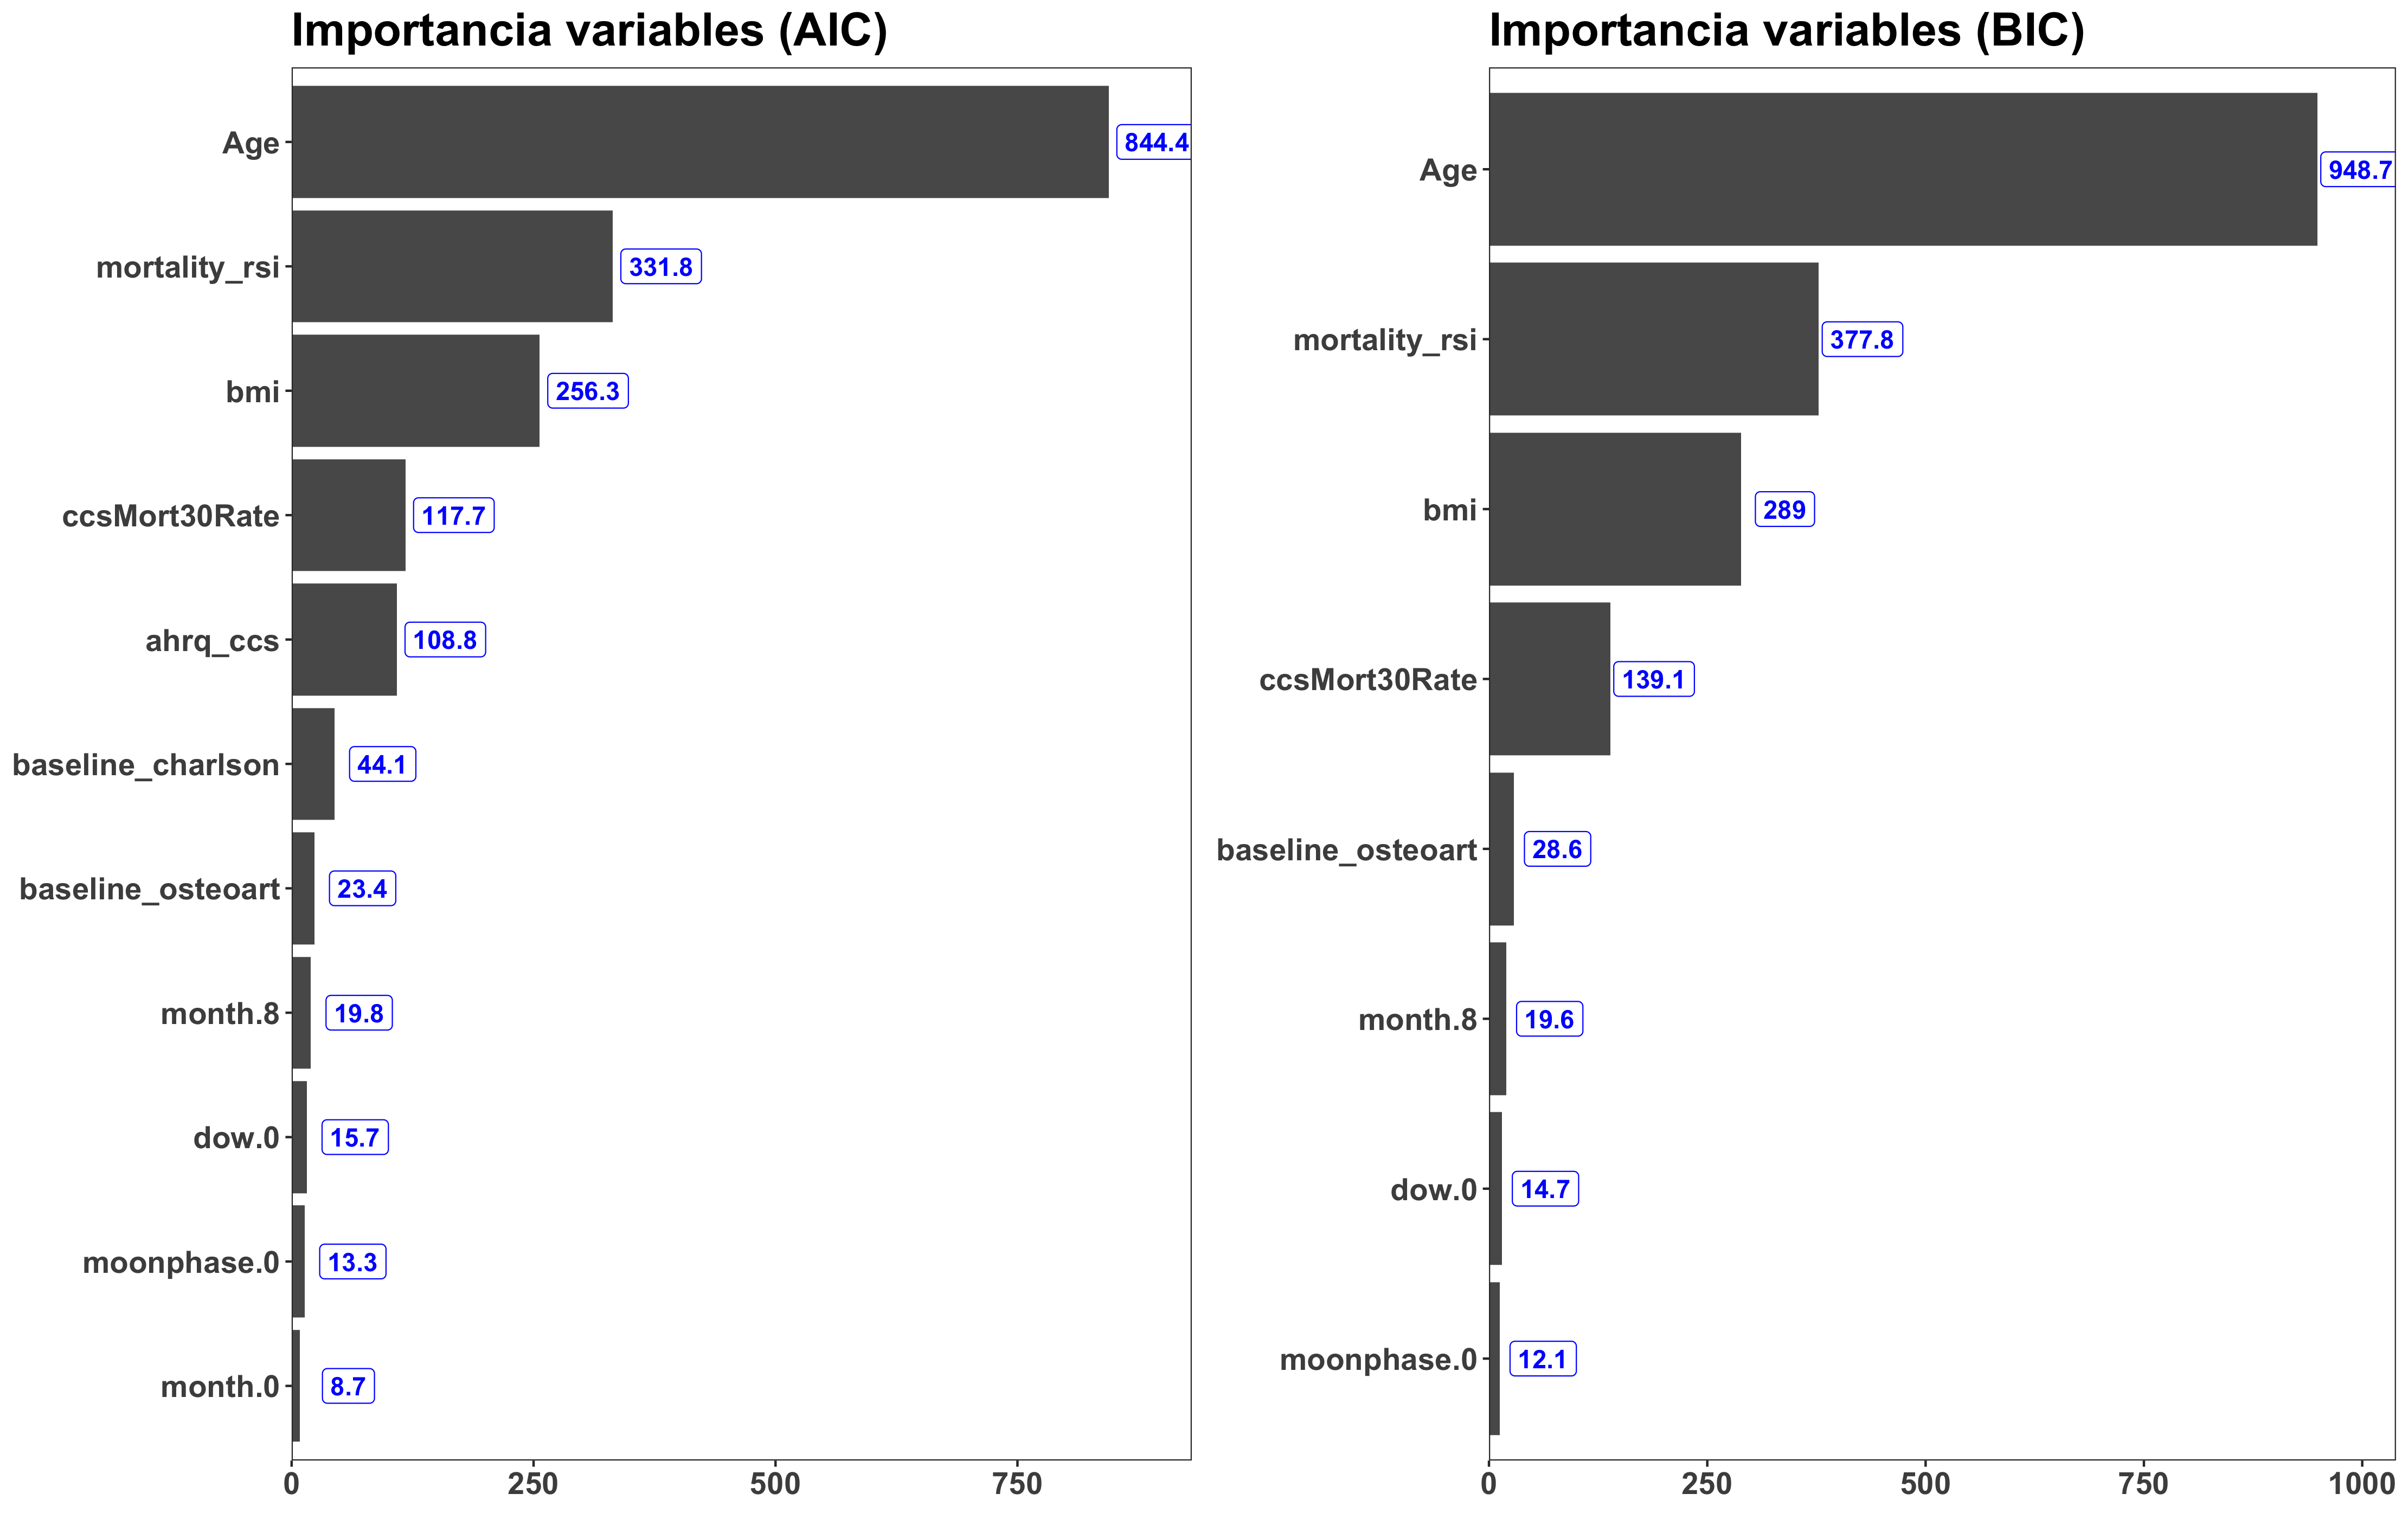 Importancia variables (AIC)
Age
844.4
mortality_rsi
331.8
bmi
256.3
ccsMort30Rate
117.7
ahrq_ccs
108.8
baseline_charlson
44.1
baseline_osteoart
23.4
month.8
19.8
dow.0
15.7
moonphase.0
13.3
month.0
8.7
0 250 500 750
Importancia variables (BIC)
Age
948.7
mortality_rsi
377.8
bmi
289
ccsMort30Rate
139.1
baseline_osteoart
28.6
month.8
19.6
dow.0
14.7
moonphase.0
12.1
0 250 500 750 1000